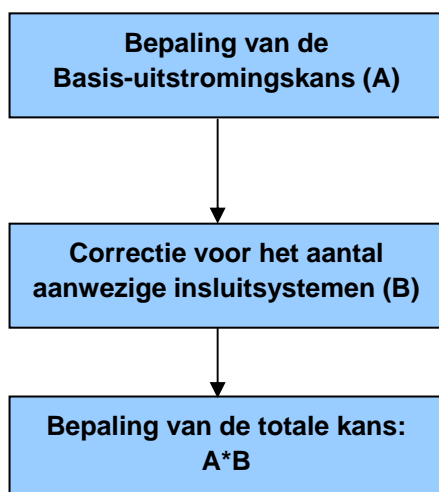 Bepaling van de
Basis-uitstromingskans (A)
Correctie voor het aantal
aanwezige insluitsystemen (B)
Bepaling van de totale kans:
A*B